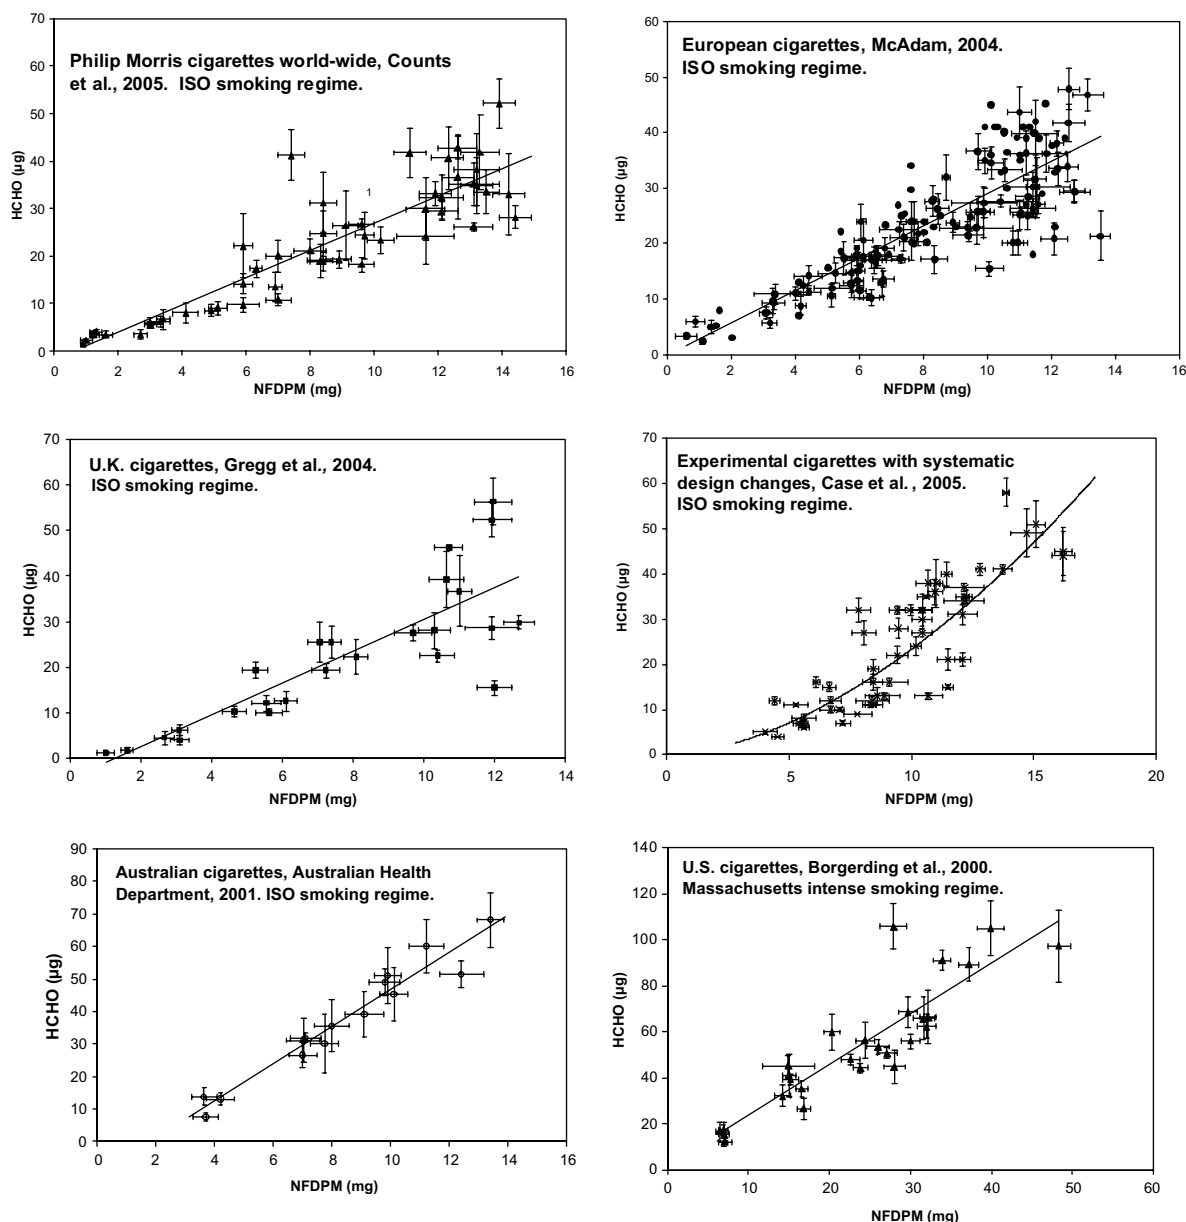 Philip Morris cigarettes world-wide, Counts
et al., 2005. ISO smoking regime.
HCHO (µg)
70
60
50
40
30
20
10
0
1
0 2 4 6 8 10 12 14 16
NFDPM (mg)
European cigarettes, McAdam, 2004.
ISO smoking regime.
HCHO (µg)
60
50
40
30
20
10
0
0 2 4 6 8 10 12 14 16
NFDPM (mg)
U.K. cigarettes, Gregg et al., 2004.
ISO smoking regime.
HCHO (µg)
70
60
50
40
30
20
10
0
0 2 4 6 8 10 12 14
NFDPM (mg)
Experimental cigarettes with systematic
design changes, Case et al. , 2005.
ISO smoking regime.
HCHO (µg)
70
60
50
40
30
20
10
0
0 5 10 15 20
NFDPM (mg)
Australian cigarettes, Australian Health
Department, 2001. ISO smoking regime.
HCHO (µg)
90
80
70
60
50
40
30
20
10
0
0 2 4 6 8 10 12 14 16
NFDPM (mg)
U.S. cigarettes, Borgerding et al., 2000.
Massachusetts intense smoking regime.
HCHO (µg)
140
120
100
80
60
40
20
0
0 10 20 30 40 50 60
NFDPM (mg)